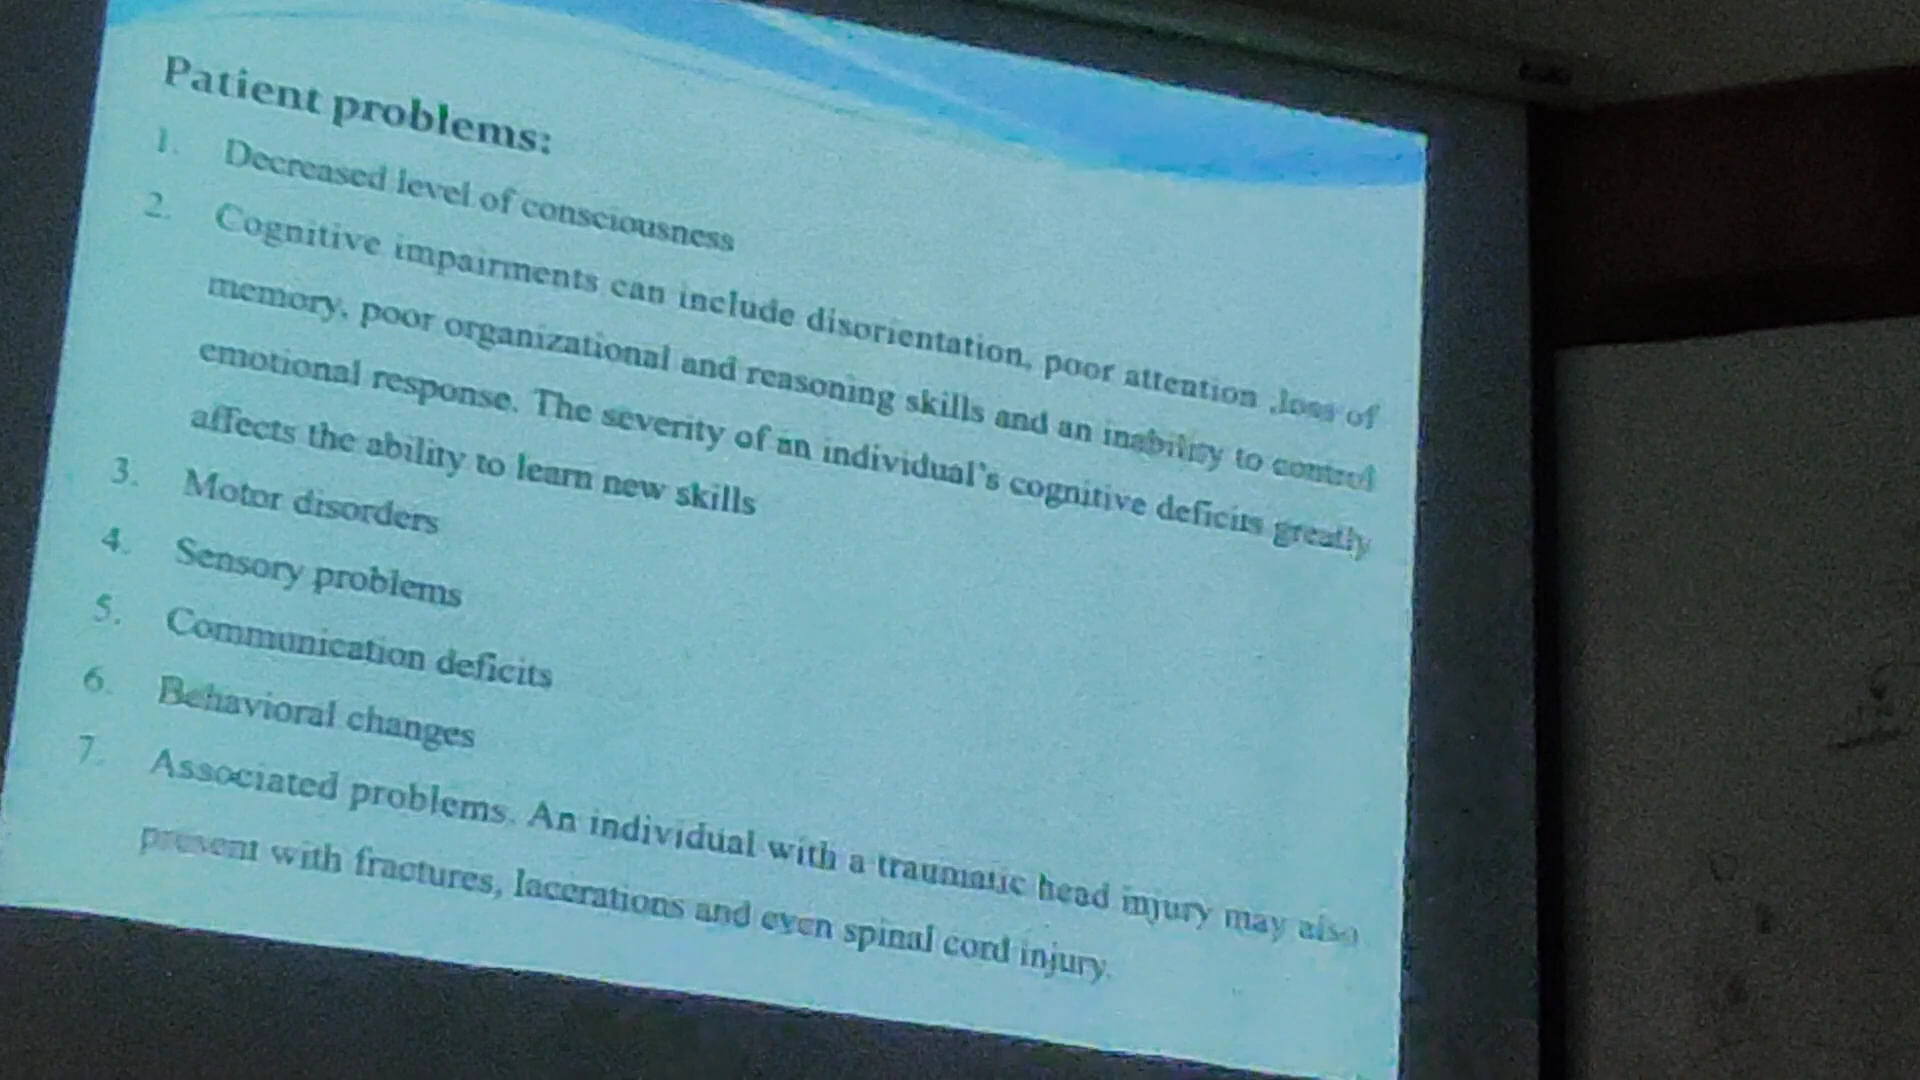 Patient problems:
1. Decreased level of consciousness
2. Cognitive impairments can include disorientation, poor attention ,loss of
memory, poor organizational and reasoning skills and an inability to control
emotional response. The severity of an individual's cognitive deficits greatly
affects the ability to learn new skills
3. Motor disorders
4. Sensory problems
5. Communication deficits
6. Behavioral changes
7. Associated problems. An individual with a traumatic head injury may also
present with fractures, lacerations and even spinal cord injury.